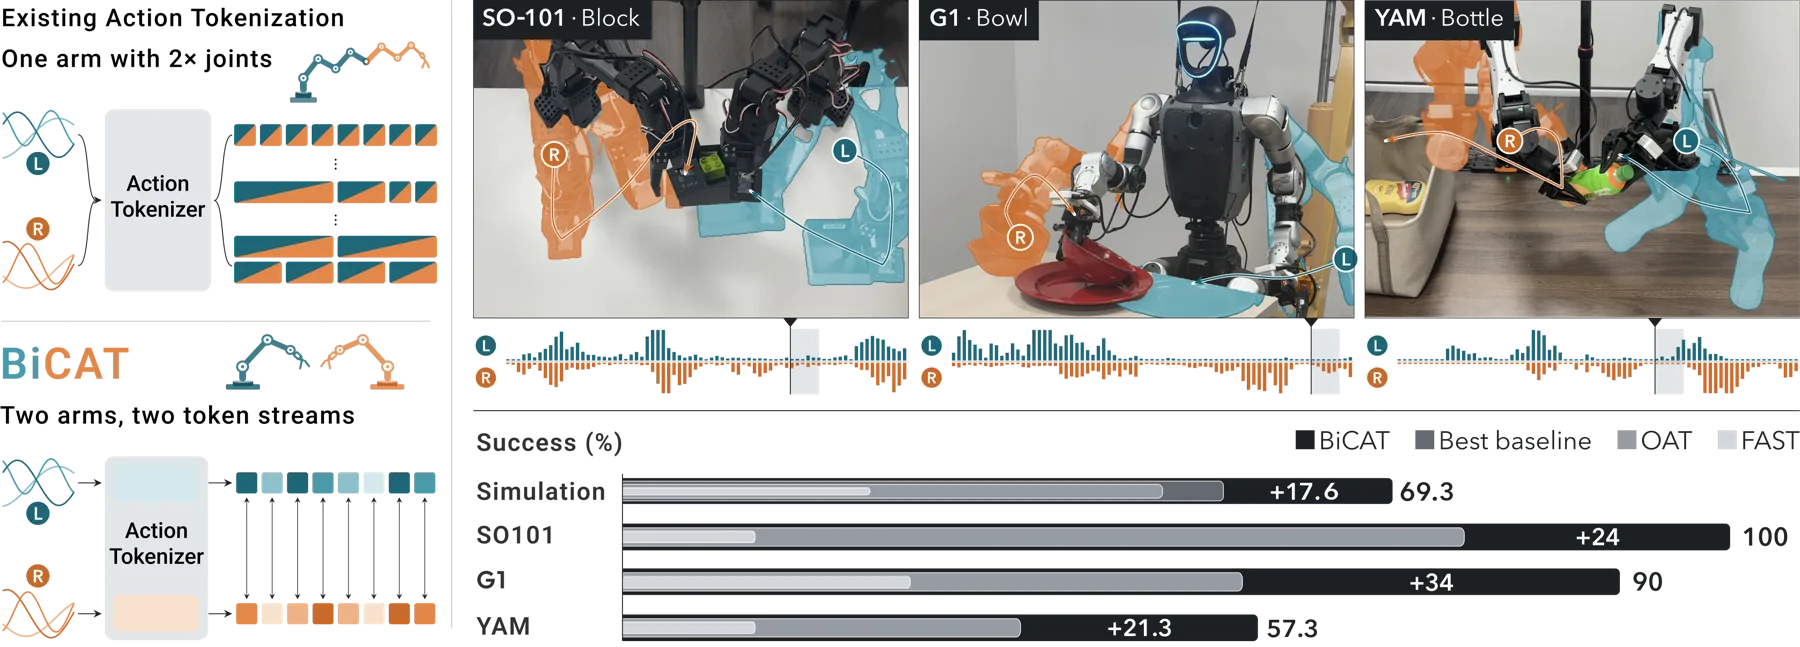 Existing Action Tokenization
One arm with 2× joints
L
R
Action
Tokenizer
BiCAT
Two arms, two token streams
L
R
Action
Tokenizer
SO-101 · Block
R
L
G1 · Bowl
R
L
YAM · Bottle
R
L
L
R
L
R
L
R
Success (%)
BiCAT Best baseline OAT FAST
Simulation +17.6 69.3
SO101 +24 100
G1 +34 90
YAM +21.3 57.3